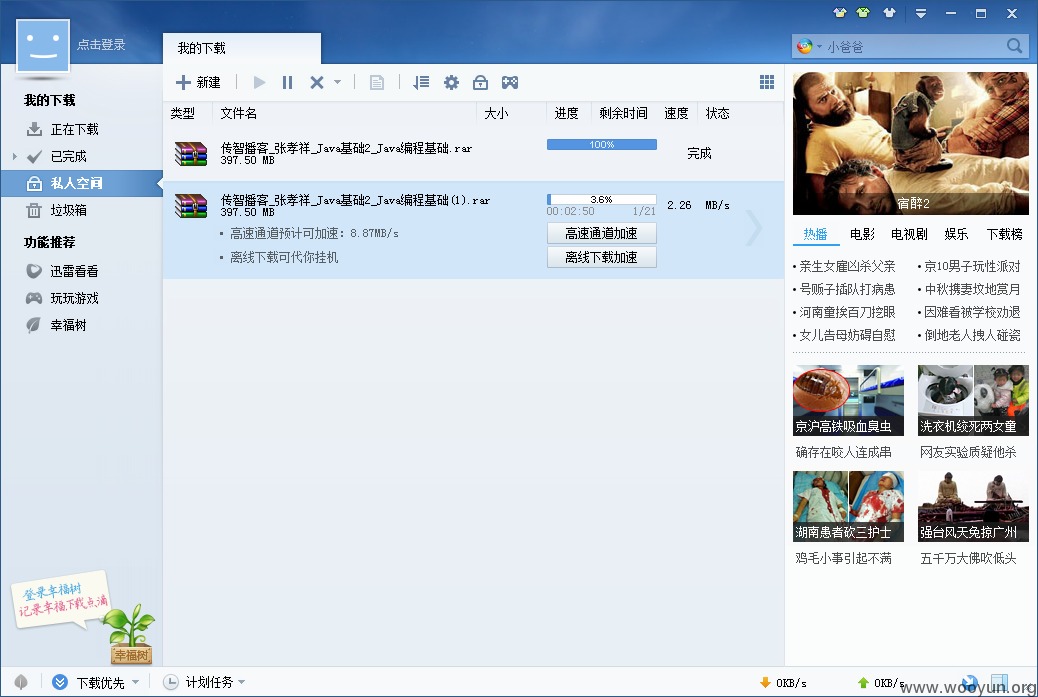 点击登录
我的下载
小爸爸
新建
我的下载
正在下载
已完成
私人空间
垃圾箱
功能推荐
迅雷看看
玩玩游戏
幸福树
类型 文件名 大小 进度 剩余时间 速度 状态
传智播客_张孝祥_Java基础2_Java编程基础.rar
397.50 MB
100%
完成
传智播客_张孝祥_Java基础2_Java编程基础(1).rar
397.50 MB
3.6%
00:02:50 1/21
2.26 MB/s
• 高速通道预计可加速: 8.87MB/s
高速通道加速
• 离线下载可代你挂机
离线下载加速
宿醉2
热播 电影 电视剧 娱乐 下载榜
•亲生女雇凶杀父亲 •京10男子玩性派对
•号贩子插队打病患 •中秋携妻坟地赏月
•河南童挨百刀挖眼 •因难看被学校劝退
•女儿告母妨碍自慰 •倒地老人拽人碰瓷
京沪高铁吸血臭虫 洗衣机绞死两女童
确存在咬人连成串 网友实验质疑他杀
湖南患者砍三护士 强台风天兔掠广州
鸡毛小事引起不满 五千万大佛吹低头
登录幸福树
记录幸福下载点滴
幸福树
下载优先 计划任务 0KB/s 0KB/s
www.wooyun.org